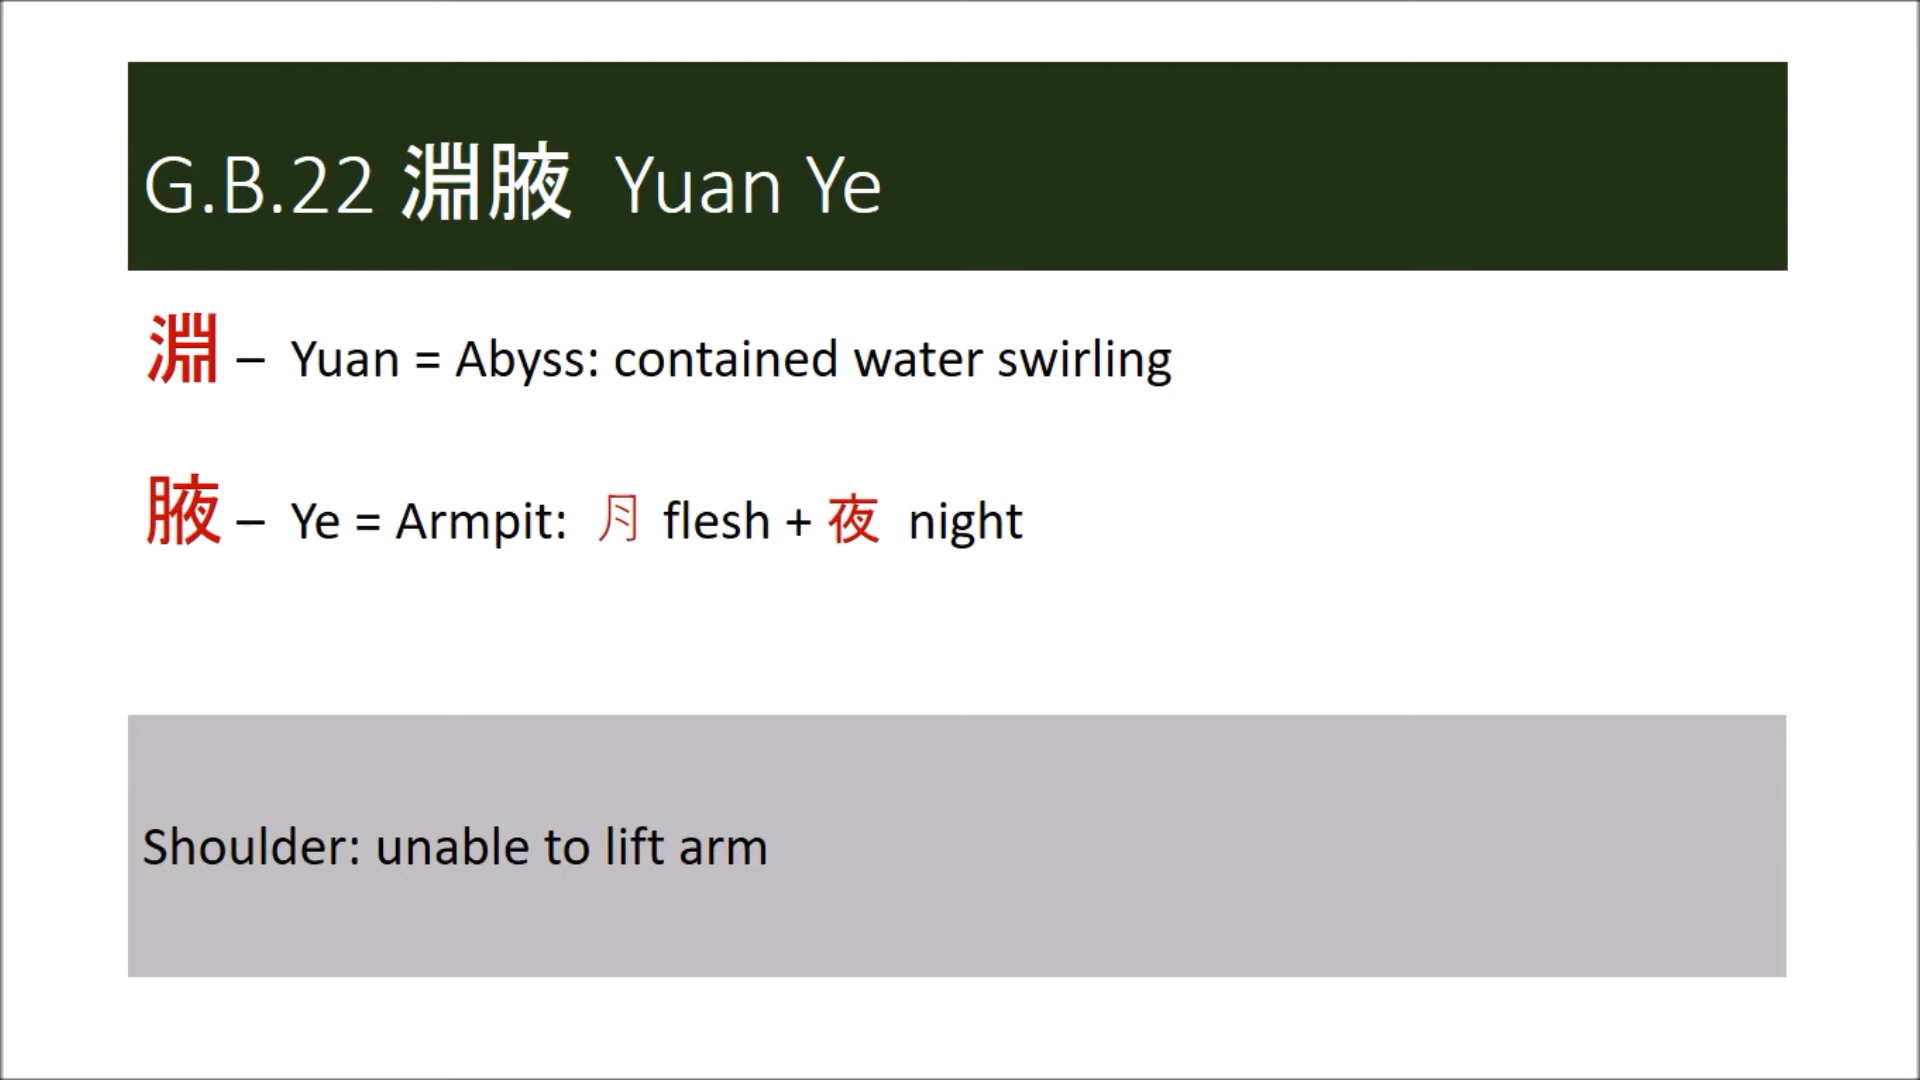 G.B.22 淵腋 Yuan Ye
淵 – Yuan = Abyss: contained water swirling
腋 – Ye = Armpit: 月 flesh + 夜 night
Shoulder: unable to lift arm